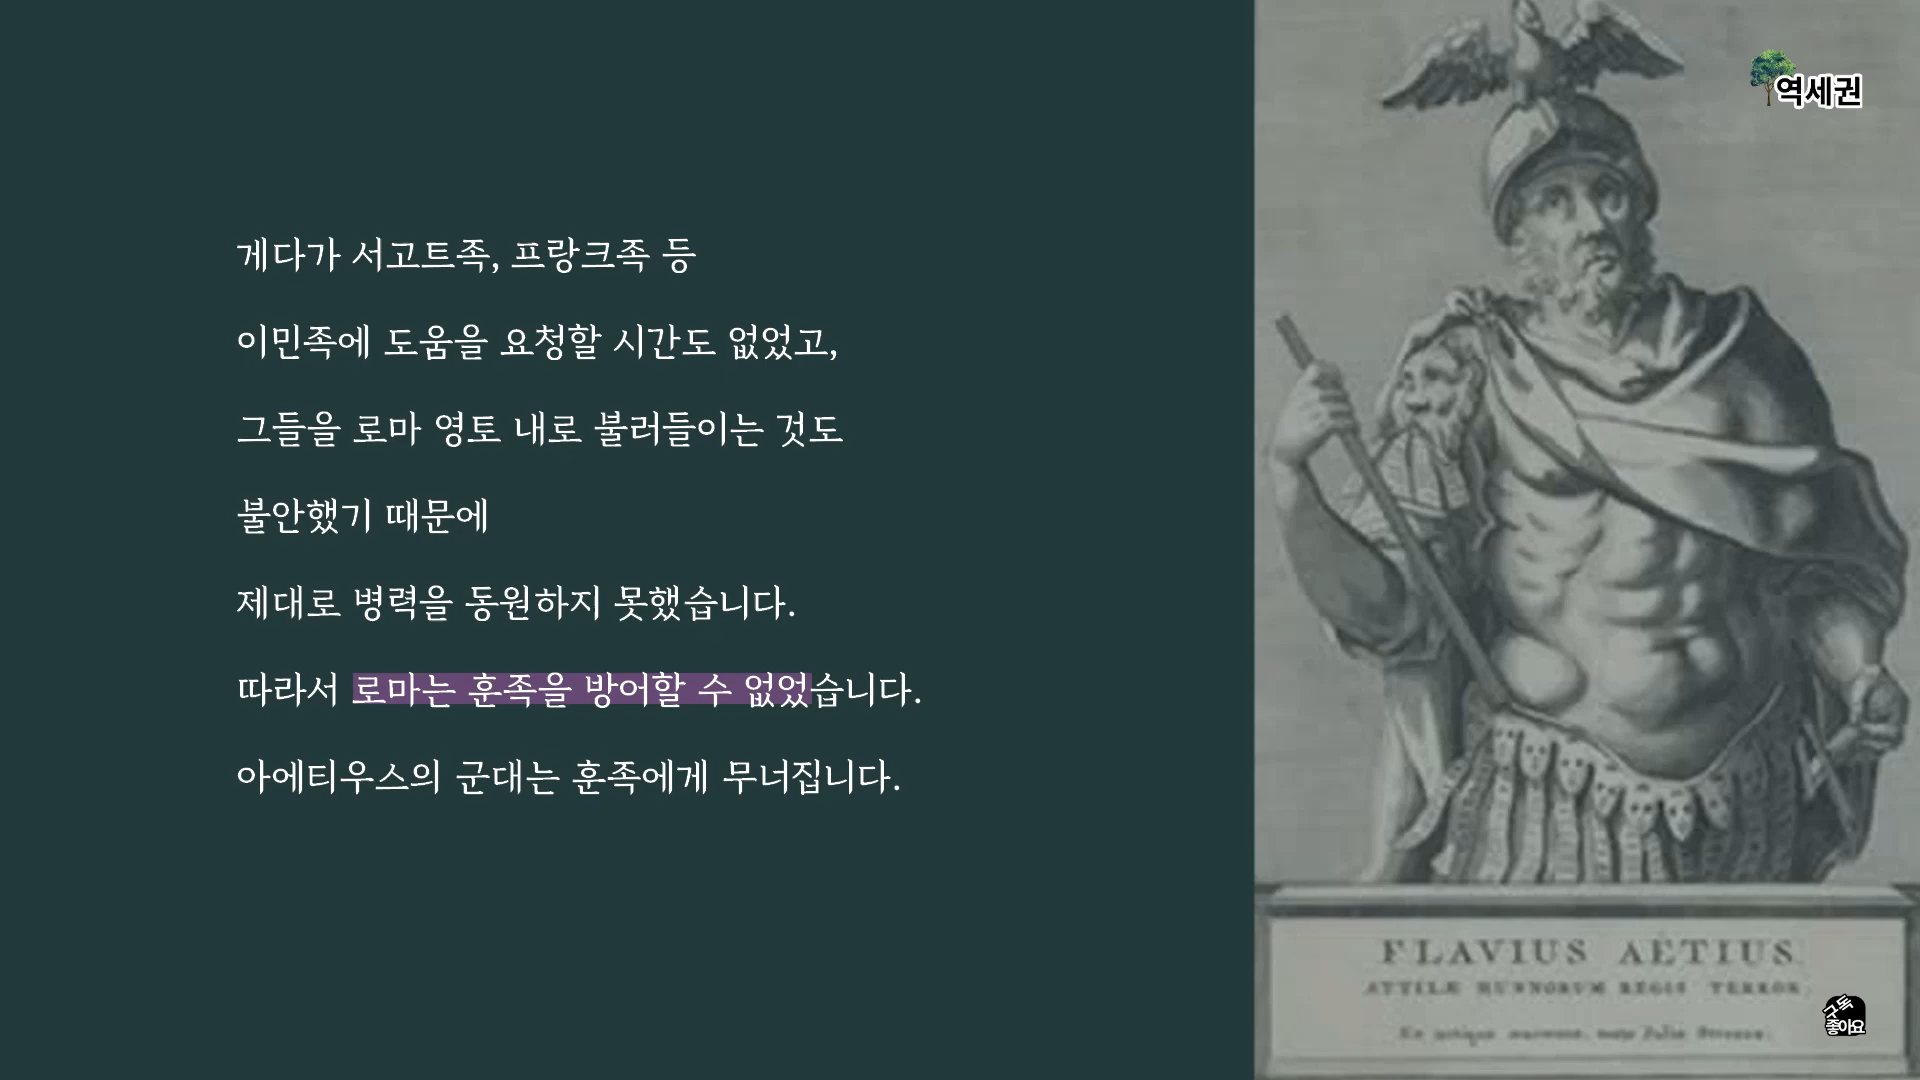 역세권
게다가 서고트족, 프랑크족 등
이민족에 도움을 요청할 시간도 없었고,
그들을 로마 영토 내로 불러들이는 것도
불안했기 때문에
제대로 병력을 동원하지 못했습니다.
따라서 로마는 훈족을 방어할 수 없었습니다.
아에티우스의 군대는 훈족에게 무너집니다.
FLAVIUS AËTIUS
ATTILÆ HUNNORUM REGIS TERROR,
구독
좋아요